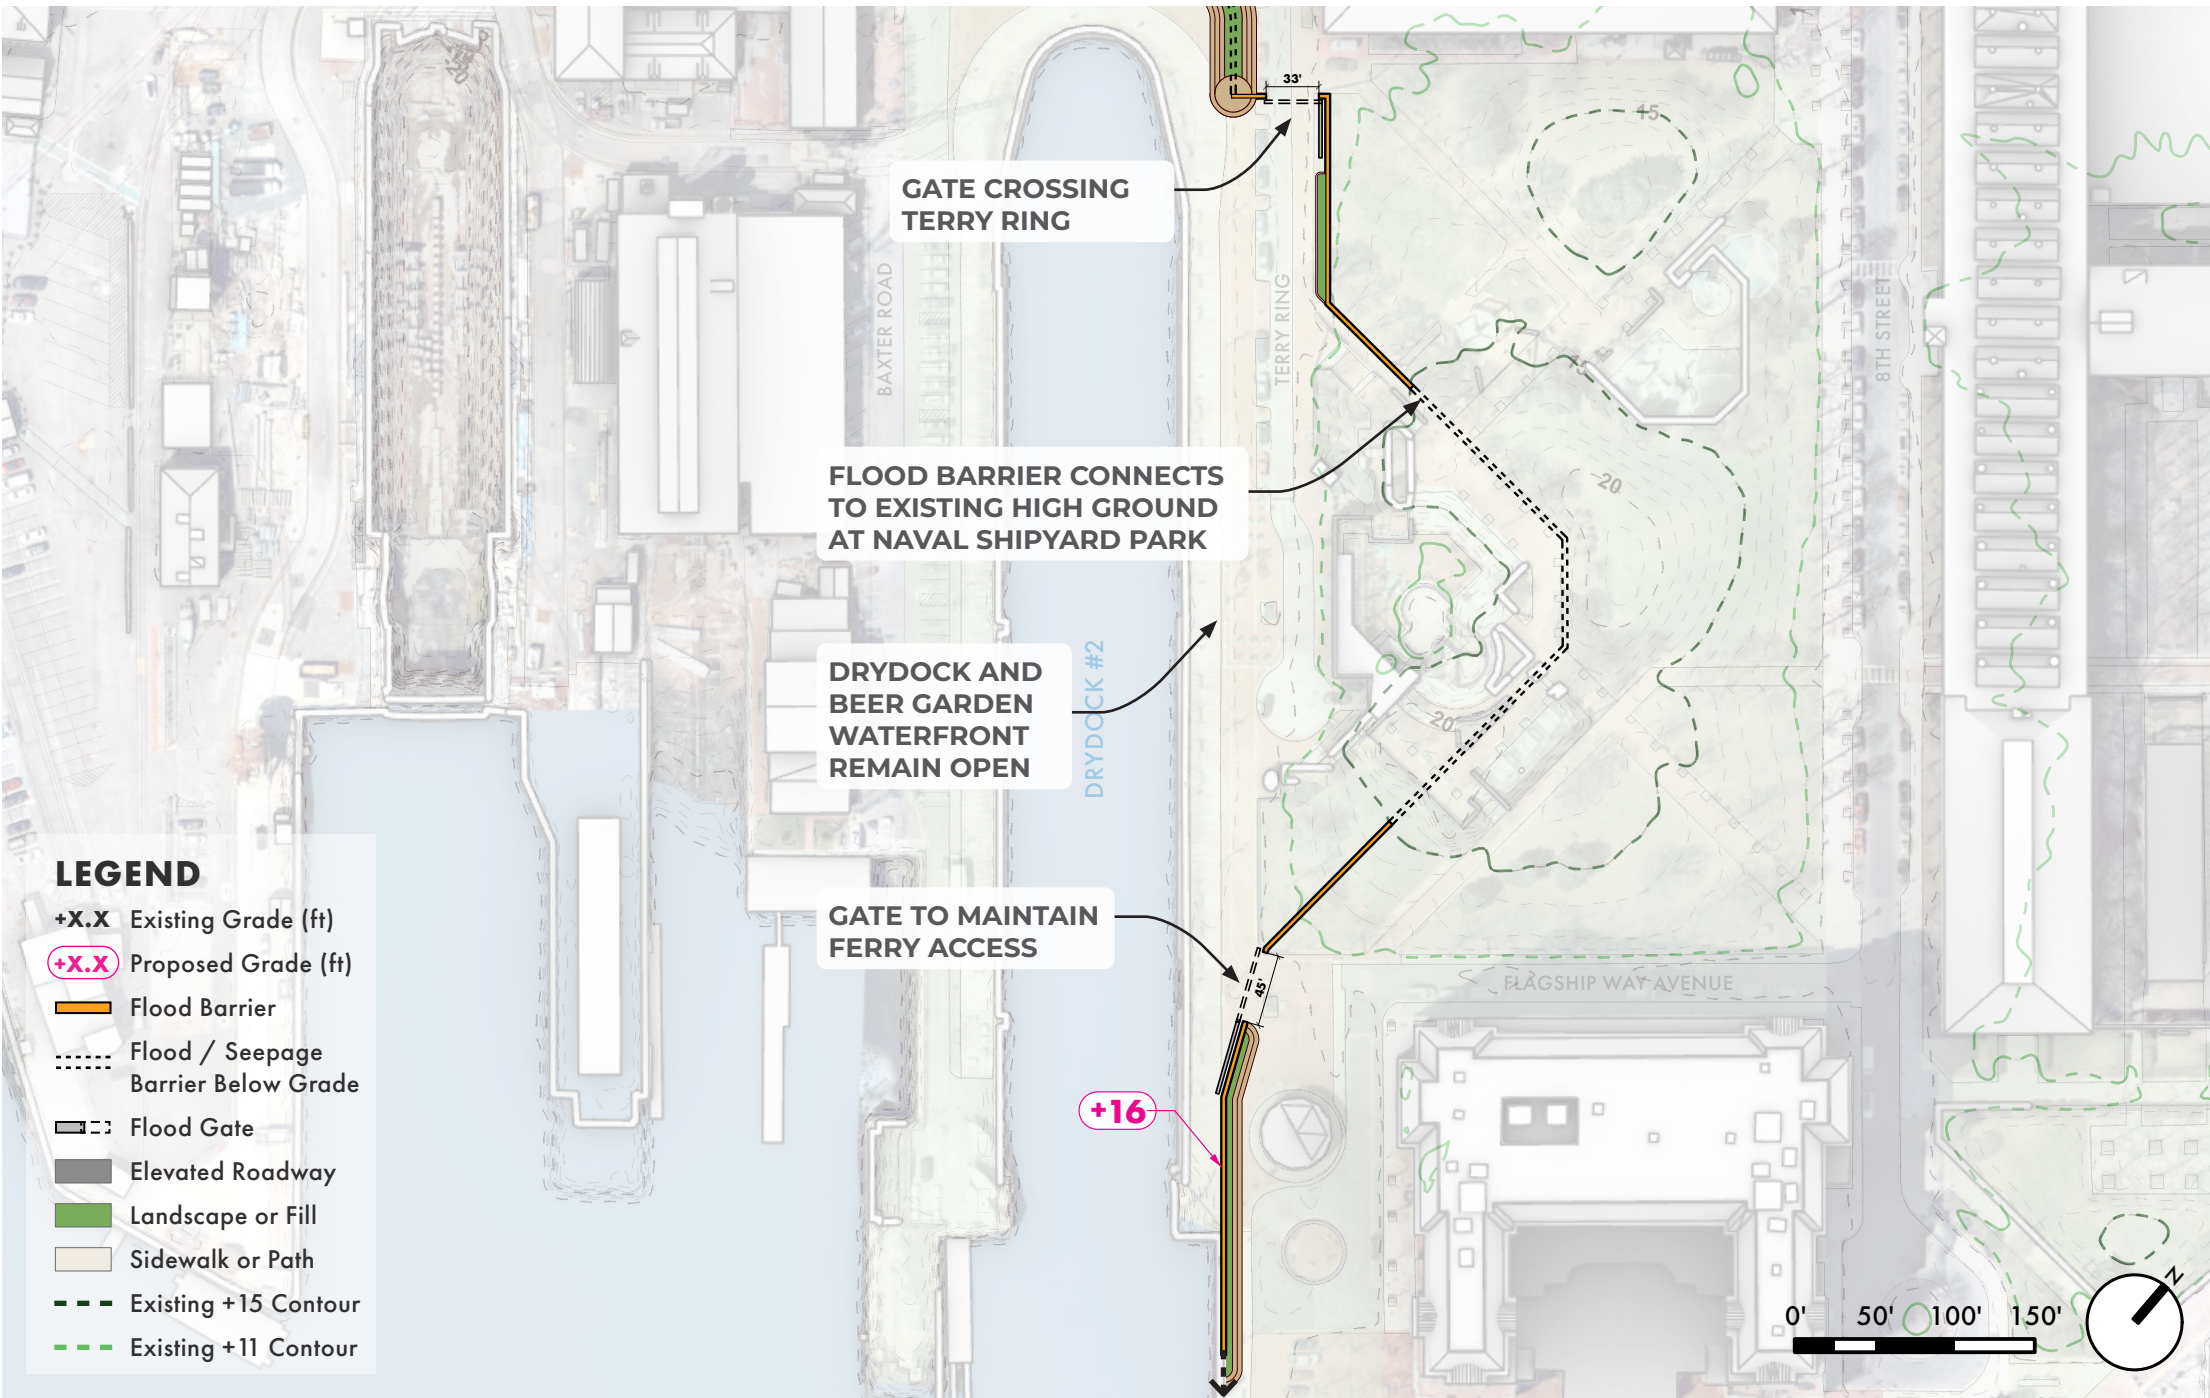 33'
15
GATE CROSSING
TERRY RING
BAXTER ROAD
TERRY RING
8TH STREET
15
FLOOD BARRIER CONNECTS
TO EXISTING HIGH GROUND
AT NAVAL SHIPYARD PARK
20
DRYDOCK AND
BEER GARDEN
WATERFRONT
REMAIN OPEN
DRYDOCK #2
20
GATE TO MAINTAIN
FERRY ACCESS
45'
FLAGSHIP WAY AVENUE
+16
LEGEND
+X.X Existing Grade (ft)
+X.X Proposed Grade (ft)
Flood Barrier
Flood / Seepage
Barrier Below Grade
Flood Gate
Elevated Roadway
Landscape or Fill
Sidewalk or Path
Existing +15 Contour
Existing +11 Contour
0' 50' 100' 150'
N